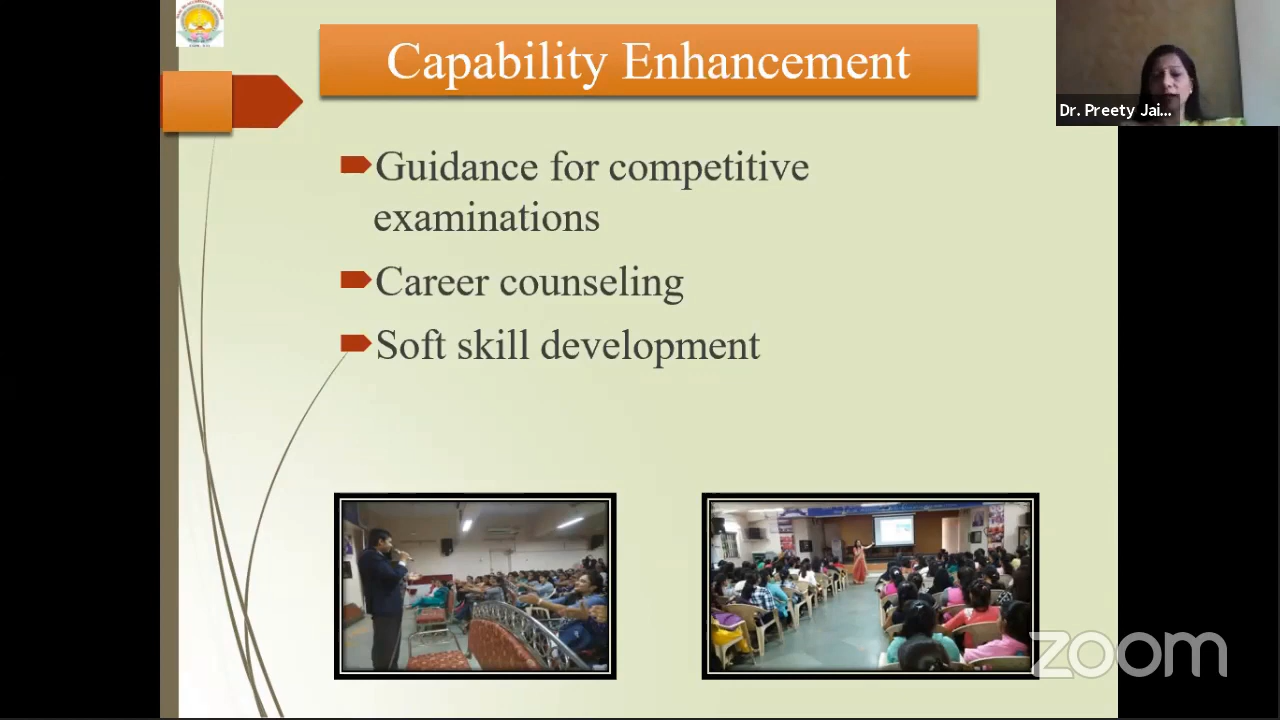 Capability Enhancement
Dr. Preety Jai...
Guidance for competitive
examinations
Career counseling
Soft skill development
zoom